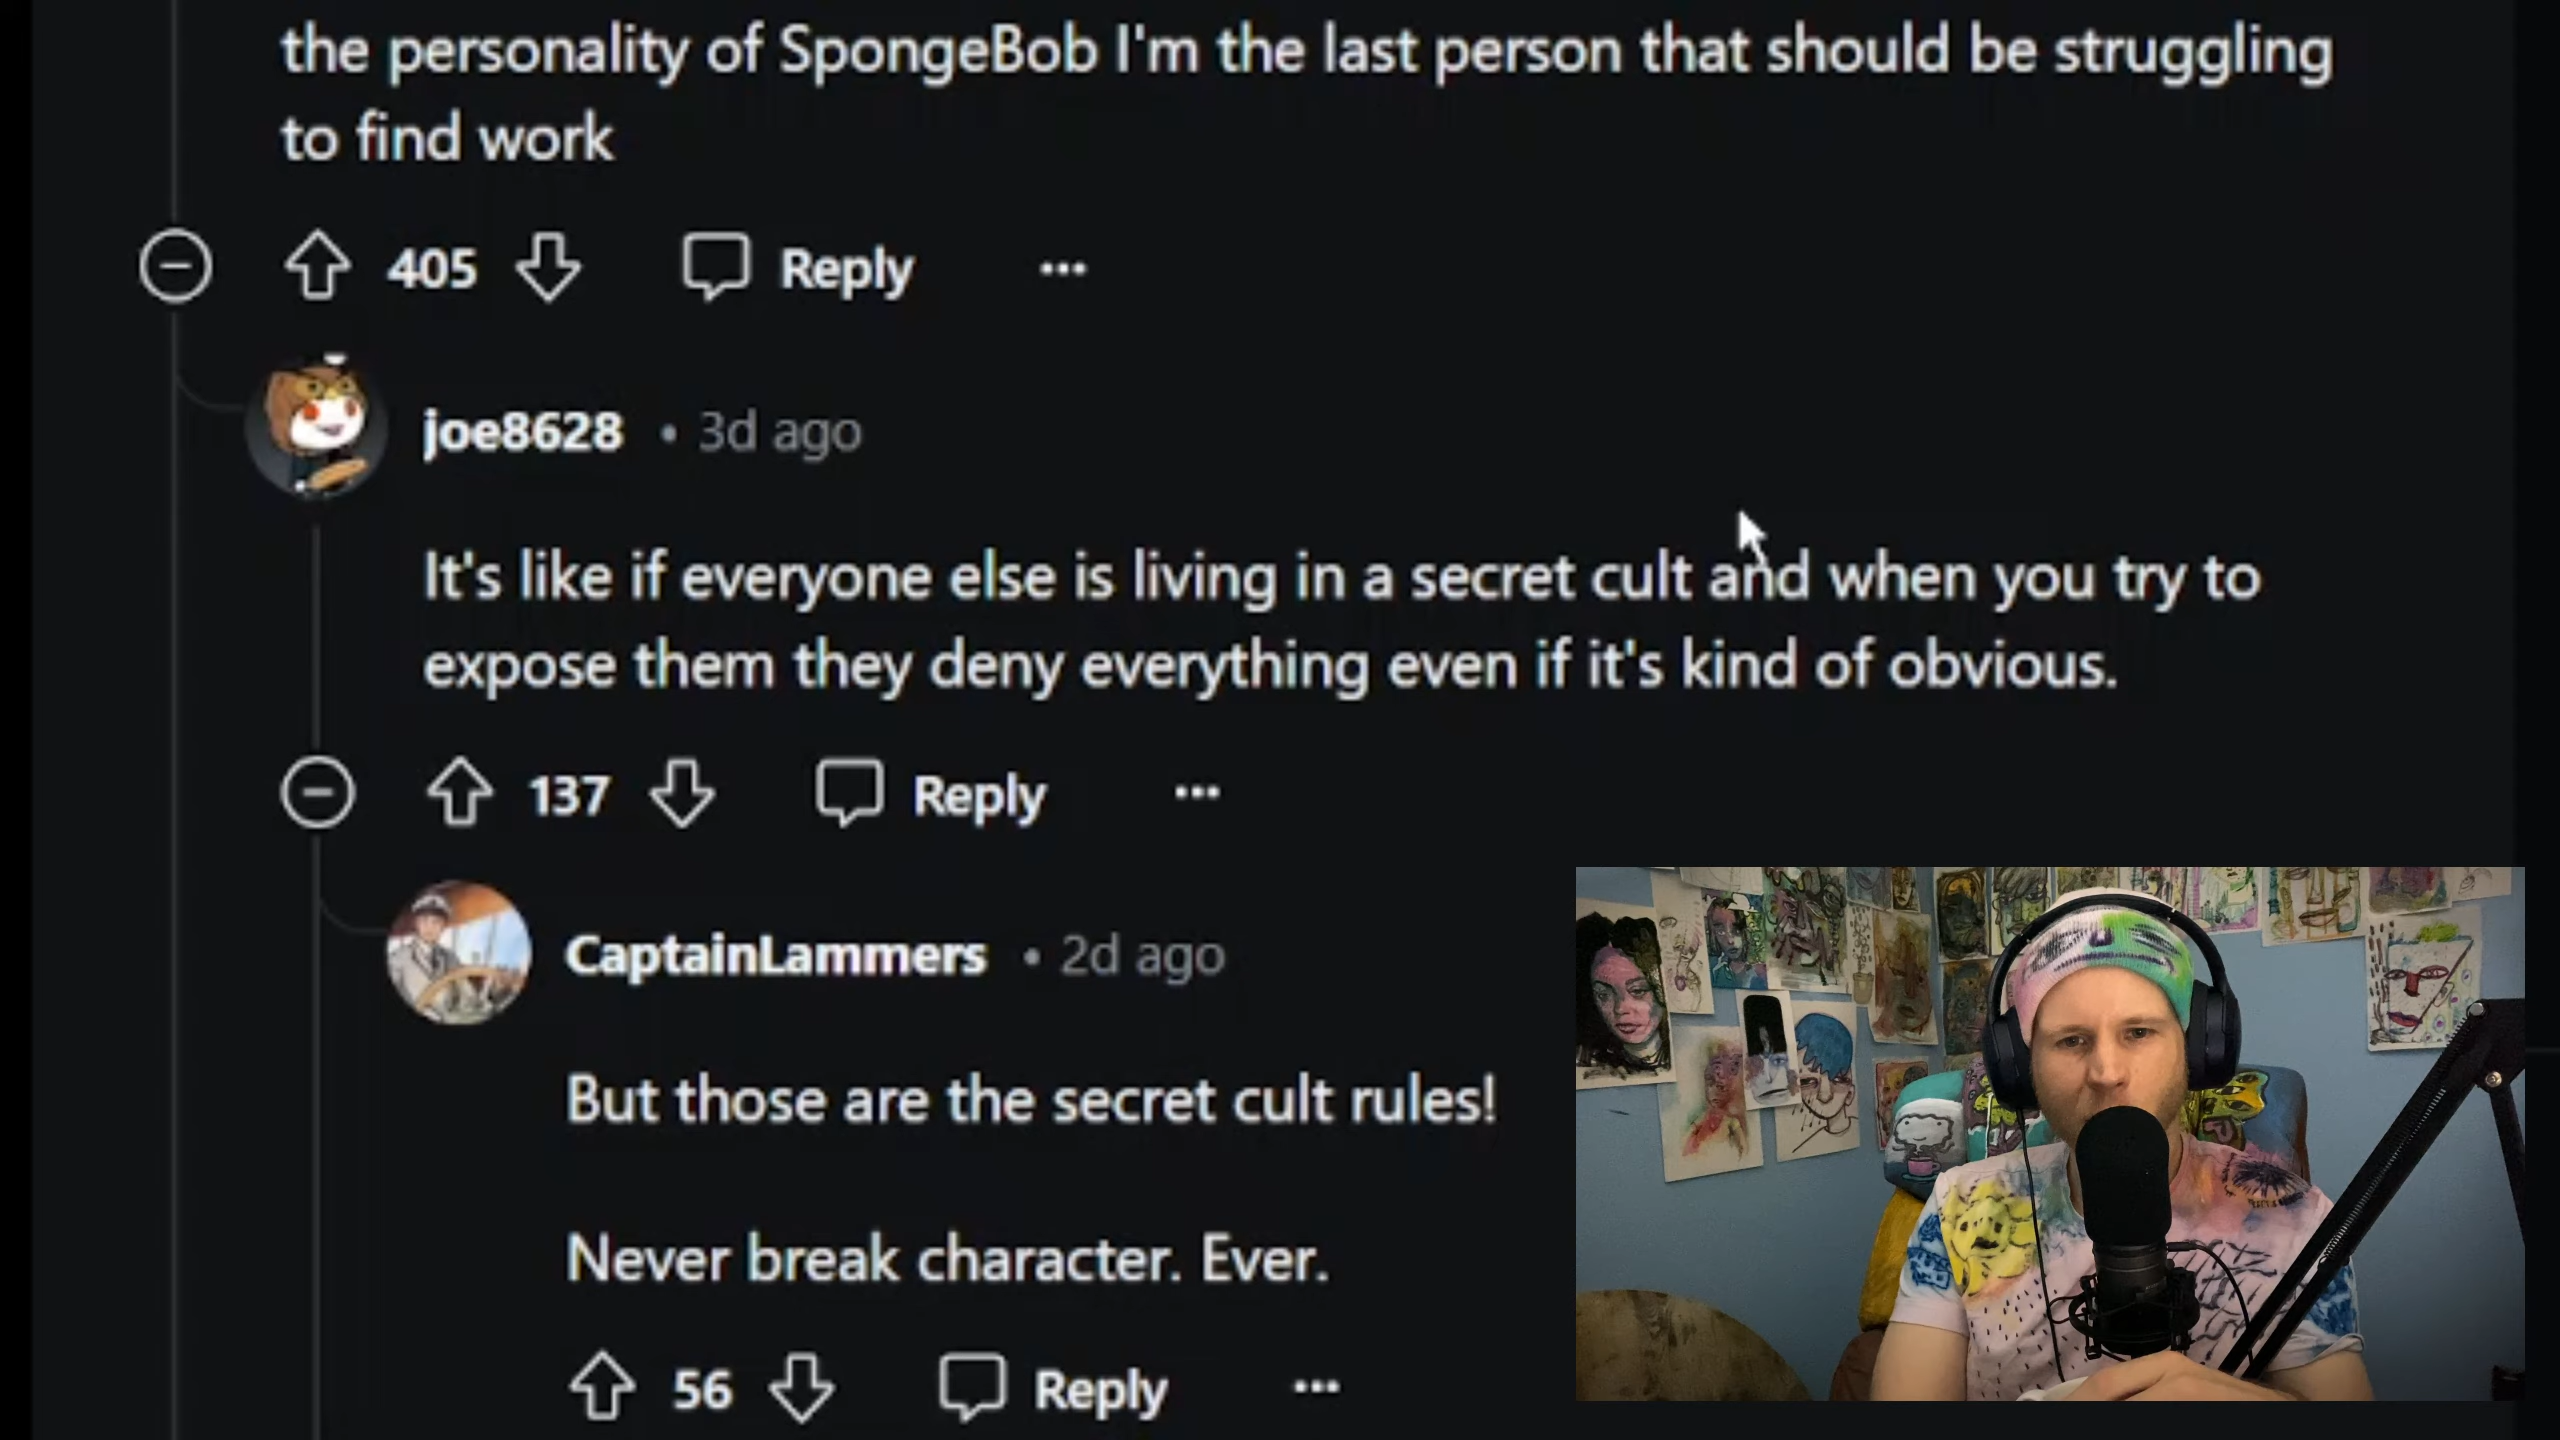 the personality of SpongeBob I'm the last person that should be struggling
to find work
405 Reply ...
joe8628 • 3d ago
It's like if everyone else is living in a secret cult and when you try to
expose them they deny everything even if it's kind of obvious.
137 Reply ...
CaptainLammers • 2d ago
But those are the secret cult rules!
Never break character. Ever.
56 Reply ...